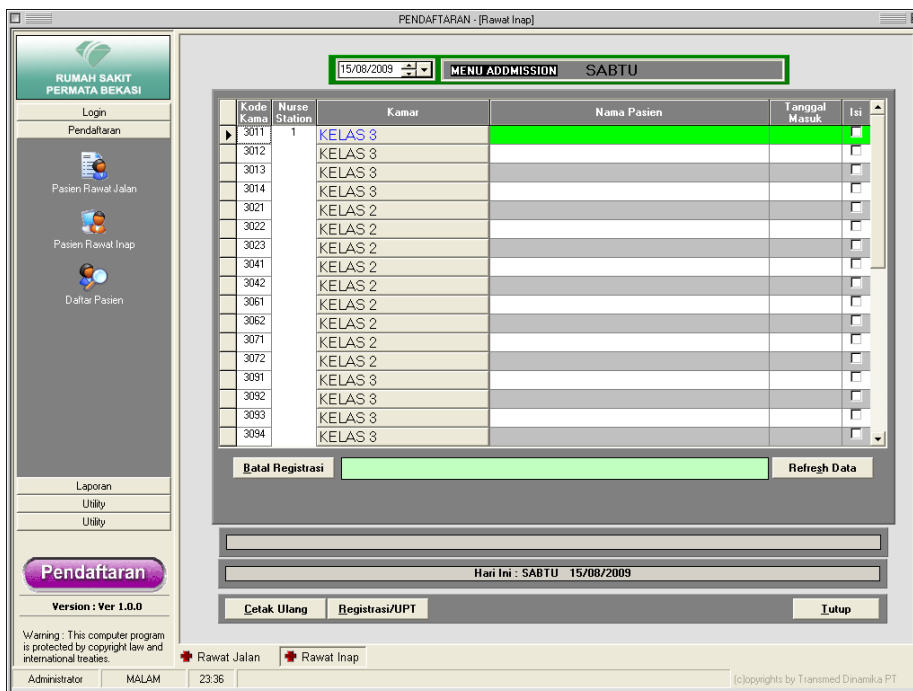 PENDAFTARAN - [Rawat Inap]
RUMAH SAKIT
PERMATA BEKASI
Login
Pendaftaran
Pasien Rawat Jalan
Pasien Rawat Inap
Daftar Pasien
Laporan
Utility
Utility
Pendaftaran
Version : Ver 1.0.0
Warning : This computer program
is protected by copyright law and
international treaties.
15/08/2009 MENU ADDMISSION SABTU
Kode Kama Nurse Station Kamar Nama Pasien Tanggal Masuk Isi
3011 1 KELAS 3
3012 KELAS 3
3013 KELAS 3
3014 KELAS 3
3021 KELAS 2
3022 KELAS 2
3023 KELAS 2
3041 KELAS 2
3042 KELAS 2
3061 KELAS 2
3062 KELAS 2
3071 KELAS 2
3072 KELAS 2
3091 KELAS 3
3092 KELAS 3
3093 KELAS 3
3094 KELAS 3
Batal Registrasi Refresh Data
Hari Ini : SABTU 15/08/2009
Cetak Ulang Registrasi/UPT Tutup
Rawat Jalan Rawat Inap
Administrator MALAM 23:36 (c)opyrights by Transmed Dinamika PT